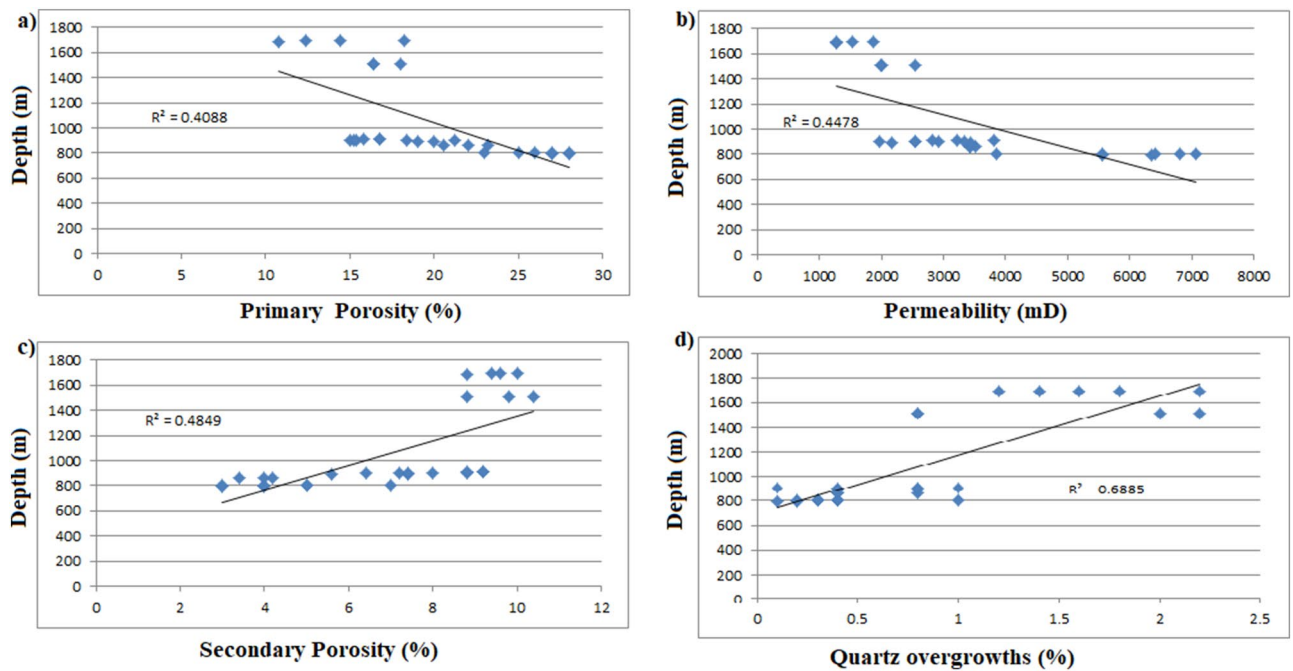 a)
Depth (m)
1800
1600
1400
1200
1000
800
600
400
200
0
R² = 0.4088
0 5 10 15 20 25 30
Primary Porosity (%)
b)
Depth (m)
1800
1600
1400
1200
1000
800
600
400
200
0
R² = 0.4478
0 1000 2000 3000 4000 5000 6000 7000 8000
Permeability (mD)
c)
Depth (m)
1800
1600
1400
1200
1000
800
600
400
200
0
R² = 0.4849
0 2 4 6 8 10 12
Secondary Porosity (%)
d)
Depth (m)
2000
1800
1600
1400
1200
1000
800
600
400
200
0
R² 0.6885
0 0.5 1 1.5 2 2.5
Quartz overgrowths (%)